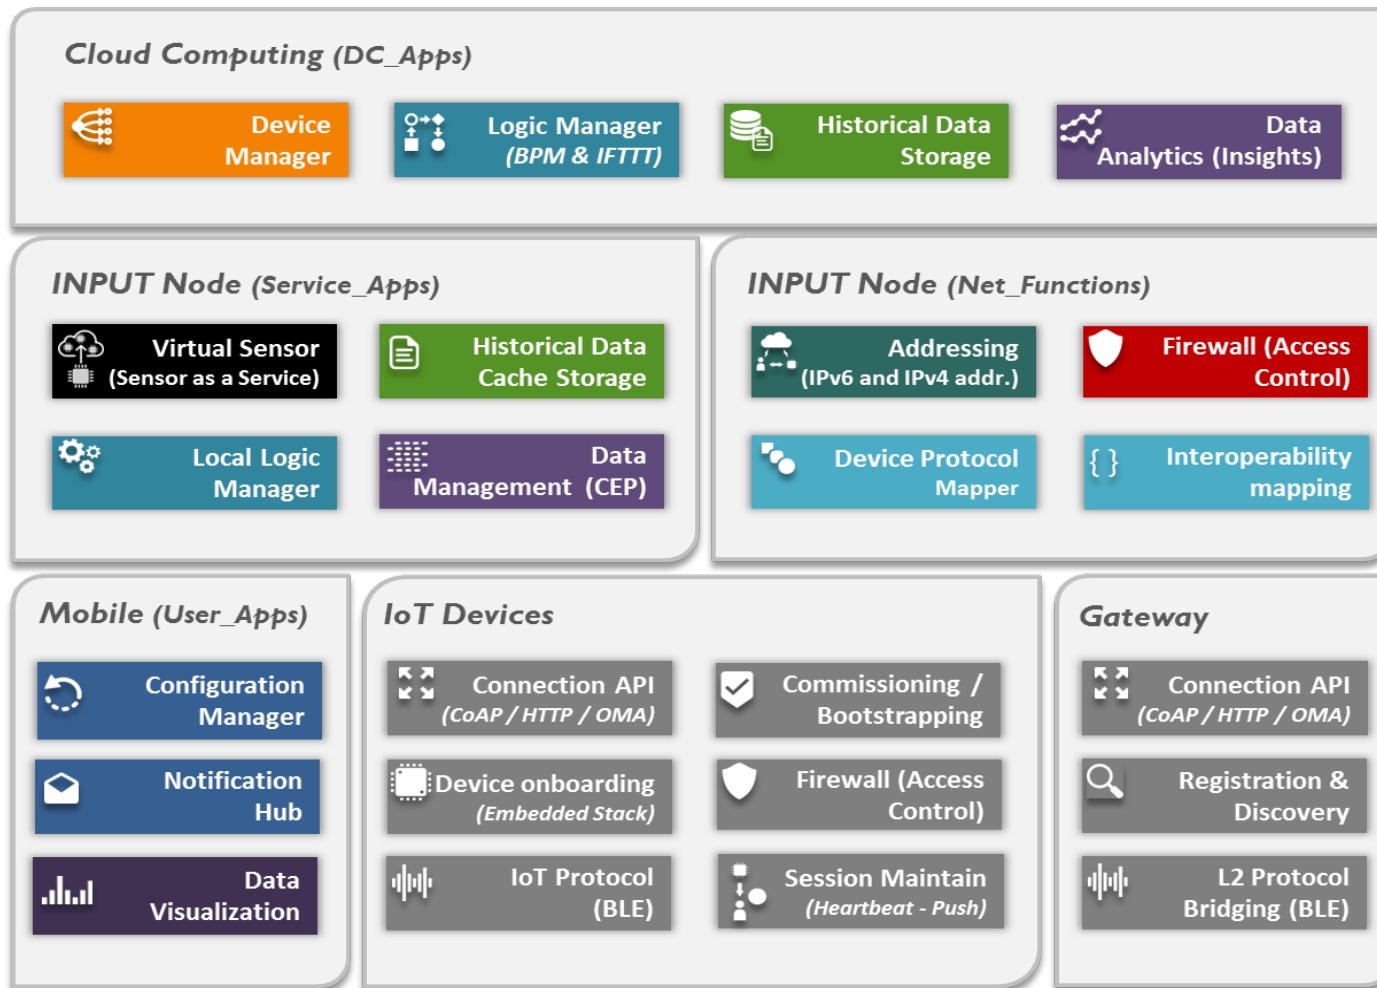 Cloud Computing (DC_Apps)
Device
Manager
Logic Manager
(BPM & IFTTT)
Historical Data
Storage
Data
Analytics (Insights)
INPUT Node (Service_Apps)
Virtual Sensor
(Sensor as a Service)
Historical Data
Cache Storage
Local Logic
Manager
Data
Management (CEP)
INPUT Node (Net_Functions)
Addressing
(IPv6 and IPv4 addr.)
Firewall (Access
Control)
Device Protocol
Mapper
{ }
Interoperability
mapping
Mobile (User_Apps)
Configuration
Manager
Notification
Hub
Data
Visualization
IoT Devices
Connection API
(CoAP / HTTP / OMA)
Commissioning /
Bootstrapping
Device onboarding
(Embedded Stack)
Firewall (Access
Control)
IoT Protocol
(BLE)
Session Maintain
(Heartbeat - Push)
Gateway
Connection API
(CoAP / HTTP / OMA)
Registration &
Discovery
L2 Protocol
Bridging (BLE)